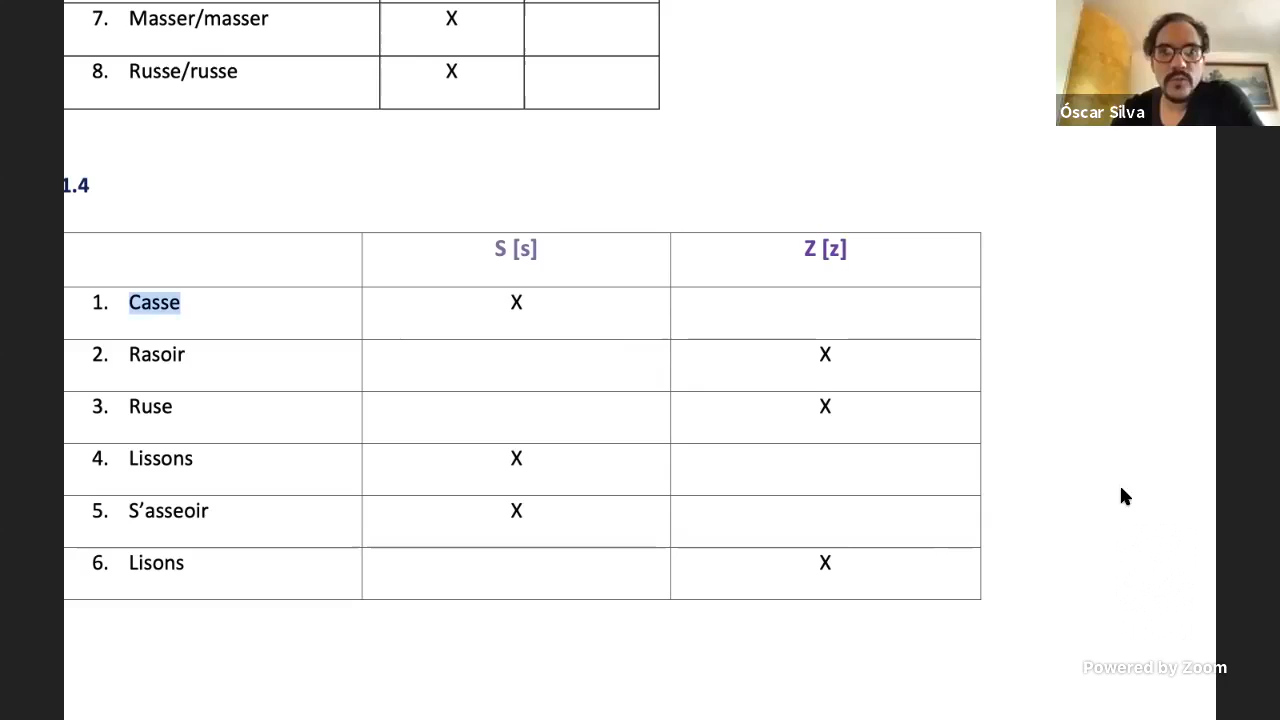 7. Masser/masser X
8. Russe/russe X
Óscar Silva
1.4
S [s] Z [z]
1. Casse X
2. Rasoir X
3. Ruse X
4. Lissons X
5. S’asseoir X
6. Lisons X
Powered by Zoom